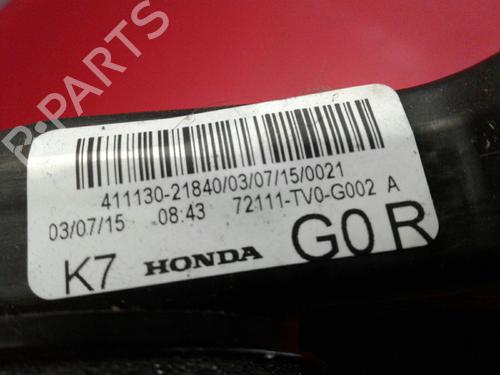 R-PARTS
411130-21840/03/07/15/0021
03/07/15 08:43 72111-TV0-G002 A
K7 HONDA G0 R